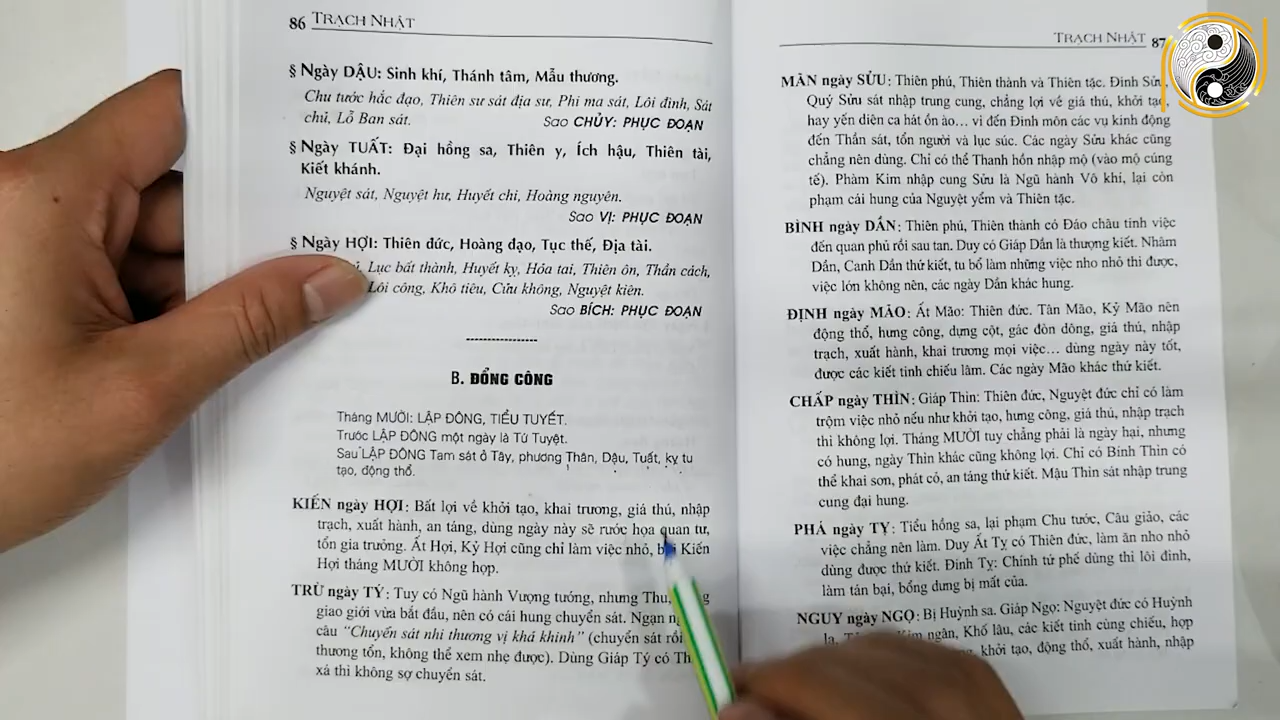 86 TRẠCH NHẬT
§ Ngày DẬU: Sinh khí, Thánh tâm, Mẫu thương.
Chu tước hắc đạo, Thiên sư sát địa sư, Phi ma sát, Lôi đình, Sát
chủ, Lỗ Ban sát. Sao CHỦY: PHỤC ĐOẠN
§ Ngày TUẤT: Đại hồng sa, Thiên y, Ích hậu, Thiên tài,
Kiết khánh.
Nguyệt sát, Nguyệt hư, Huyết chi, Hoàng nguyên.
Sao VỊ: PHỤC ĐOẠN
§ Ngày HỢI: Thiên đức, Hoàng đạo, Tục thế, Địa tài.
Lục bất thành, Huyết kỵ, Hóa tai, Thiên ôn, Thần cách,
Lôi công, Khô tiêu, Cửu không, Nguyệt kiên.
Sao BÍCH: PHỤC ĐOẠN
B. ĐỔNG CÔNG
Tháng MƯỜI: LẬP ĐÔNG, TIỂU TUYẾT.
Trước LẬP ĐÔNG một ngày là Tứ Tuyệt.
Sau LẬP ĐÔNG Tam sát ở Tây, phương Thân, Dậu, Tuất, kỵ tu
tạo, động thổ.
KIẾN ngày HỢI: Bất lợi về khởi tạo, khai trương, giá thú, nhập
trạch, xuất hành, an táng, dùng ngày này sẽ rước họa quan tư,
tổn gia trưởng. Ất Hợi, Kỷ Hợi cũng chỉ làm việc nhỏ, Kiến
Hợi tháng MƯỜI không hợp.
TRỪ ngày TÝ: Tuy có Ngũ hành Vượng tướng, nhưng Thu,
giao giới vừa bắt đầu, nên có cái hung chuyển sát. Ngạn
câu “Chuyển sát nhi thương vị khả khinh” (chuyển sát rồi
thương tổn, không thể xem nhẹ được). Dùng Giáp Tý có
xá thì không sợ chuyển sát.
TRẠCH NHẬT 87
MÃN ngày SỬU: Thiên phú, Thiên thành và Thiên tặc. Đinh Sửu,
Quý Sửu sát nhập trung cung, chẳng lợi về giá thú, khởi tạo,
hay yến diên ca hát ồn ào... vì đến Đinh môn các vụ kinh động
đến Thần sát, tổn người và lục súc. Các ngày Sửu khác cũng
chẳng nên dùng. Chỉ có thể Thanh hồn nhập mộ (vào mộ cúng
tế). Phàm Kim nhập cung Sửu là Ngũ hành Vô khí, lại còn
phạm cái hung của Nguyệt yếm và Thiên tặc.
BÌNH ngày DẦN: Thiên phú, Thiên thành có Đáo châu tinh việc
đến quan phủ rồi sau tan. Duy có Giáp Dần là thượng kiết. Nhâm
Dần, Canh Dần thứ kiết, tu bổ làm những việc nho nhỏ thì được,
việc lớn không nên, các ngày Dần khác hung.
ĐỊNH ngày MẢO: Ất Mão: Thiên đức. Tân Mão, Kỷ Mão nên
động thổ, hưng công, dựng cột, gác đòn dông, giá thú, nhập
trạch, xuất hành, khai trương mọi việc... dùng ngày này tốt,
được các kiết tinh chiếu lâm. Các ngày Mão khác thứ kiết.
CHẤP ngày THÌN: Giáp Thìn: Thiên đức, Nguyệt đức chỉ có làm
trộm việc nhỏ nếu như khởi tạo, hưng công, giá thú, nhập trạch
thì không lợi. Tháng MƯỜI tuy chẳng phải là ngày hại, nhưng
có hung, ngày Thìn khác cũng không lợi. Chỉ có Bính Thìn có
thể khai sơn, phát cỏ, an táng thứ kiết. Mậu Thìn sát nhập trung
cung đại hung.
PHÁ ngày TỴ: Tiểu hồng sa, lại phạm Chu tước, Câu giảo, các
việc chẳng nên làm. Duy Ất Tỵ có Thiên đức, làm ăn nho nhỏ
dùng được thứ kiết. Đinh Tỵ: Chính tứ phế dùng thì lôi đình,
làm tán bại, bổng dưng bị mất của.
NGUY ngày NGỌ: Bị Huỳnh sa. Giáp Ngọ: Nguyệt đức có Huỳnh
la, Kim ngân, Khố lâu, các kiết tinh cùng chiếu, hợp
khởi tạo, động thổ, xuất hành, nhập